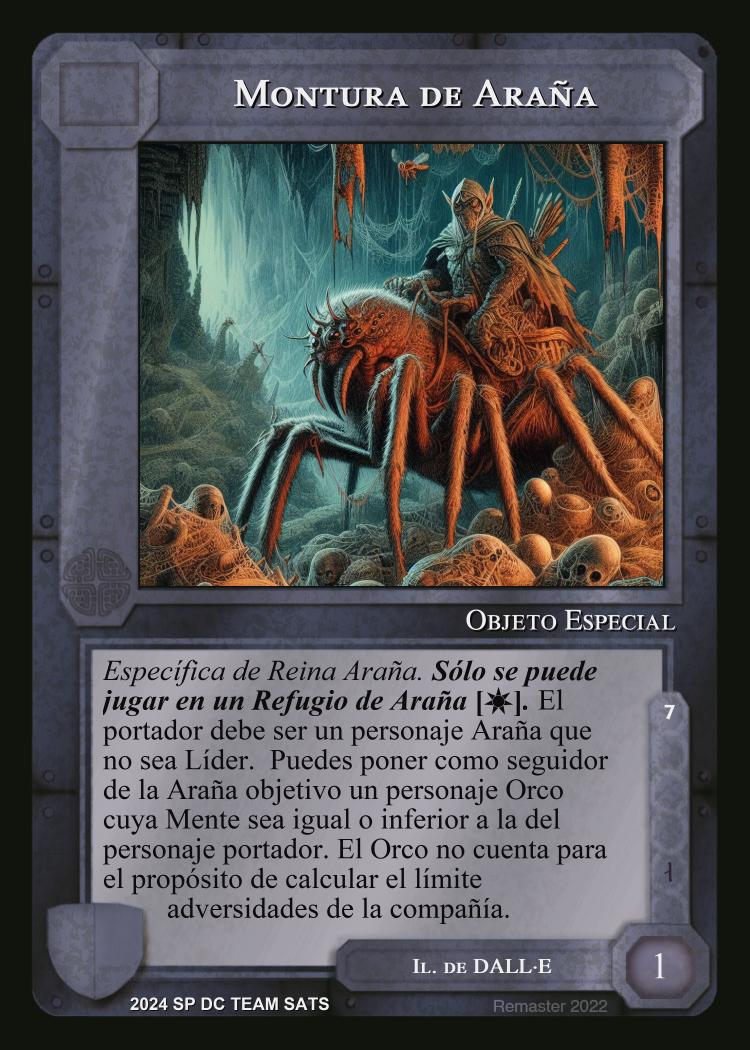 Montura de Araña
Objeto Especial
Específica de Reina Araña. Sólo se puede
jugar en un Refugio de Araña [☀]. El
portador debe ser un personaje Araña que
no sea Líder.  Puedes poner como seguidor
de la Araña objetivo un personaje Orco
cuya Mente sea igual o inferior a la del
personaje portador. El Orco no cuenta para
el propósito de calcular el límite
adversidades de la compañía.
7
Il. de DALL·E
1
2024 SP DC TEAM SATS
Remaster 2022